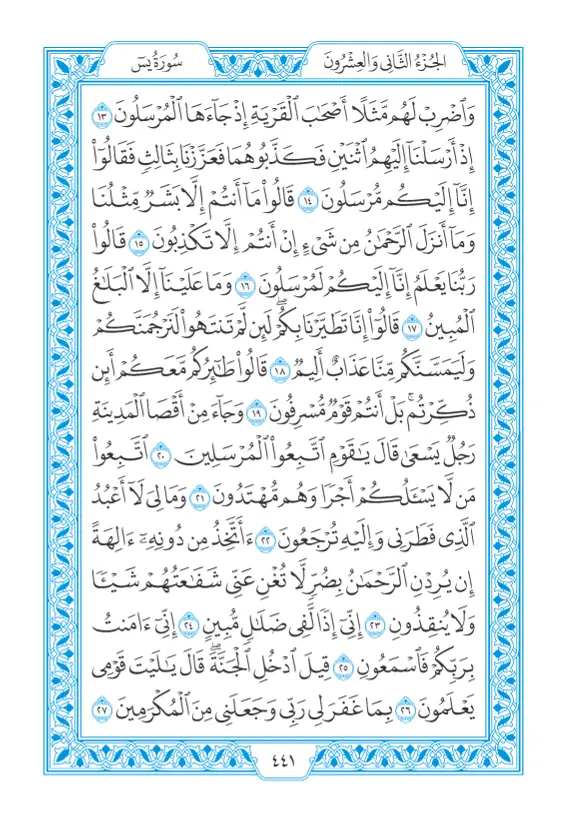 الجُزْءُ الثَّانِي وَالعِشْرُونَ
سُورَةُ يسٓ
وَٱضْرِبْ لَهُم مَّثَلًا أَصْحَٰبَ ٱلْقَرْيَةِ إِذْ جَآءَهَا ٱلْمُرْسَلُونَ ١٣
إِذْ أَرْسَلْنَآ إِلَيْهِمُ ٱثْنَيْنِ فَكَذَّبُوهُمَا فَعَزَّزْنَا بِثَالِثٍ فَقَالُوٓا۟
إِنَّآ إِلَيْكُم مُّرْسَلُونَ ١٤ قَالُوا۟ مَآ أَنتُمْ إِلَّا بَشَرٌ مِّثْلُنَا
وَمَآ أَنزَلَ ٱلرَّحْمَٰنُ مِن شَىْءٍ إِنْ أَنتُمْ إِلَّا تَكْذِبُونَ ١٥ قَالُوا۟
رَبُّنَا يَعْلَمُ إِنَّآ إِلَيْكُمْ لَمُرْسَلُونَ ١٦ وَمَا عَلَيْنَآ إِلَّا ٱلْبَلَٰغُ
ٱلْمُبِينُ ١٧ قَالُوٓا۟ إِنَّا تَطَيَّرْنَا بِكُمْ ۖ لَئِن لَّمْ تَنتَهُوا۟ لَنَرْجُمَنَّكُمْ
وَلَيَمَسَّنَّكُم مِّنَّا عَذَابٌ أَلِيمٌ ١٨ قَالُوا۟ طَٰٓئِرُكُم مَّعَكُمْ ۚ أَئِن
ذُكِّرْتُم ۚ بَلْ أَنتُمْ قَوْمٌ مُّسْرِفُونَ ١٩ وَجَآءَ مِنْ أَقْصَا ٱلْمَدِينَةِ
رَجُلٌ يَسْعَىٰ قَالَ يَٰقَوْمِ ٱتَّبِعُوا۟ ٱلْمُرْسَلِينَ ٢٠ ٱتَّبِعُوا۟
مَن لَّا يَسْـَٔلُكُمْ أَجْرًا وَهُم مُّهْتَدُونَ ٢١ وَمَا لِىَ لَآ أَعْبُدُ
ٱلَّذِى فَطَرَنِى وَإِلَيْهِ تُرْجَعُونَ ٢٢ ءَأَتَّخِذُ مِن دُونِهِۦٓ ءَالِهَةً
إِن يُرِدْنِ ٱلرَّحْمَٰنُ بِضُرٍّ لَّا تُغْنِ عَنِّى شَفَٰعَتُهُمْ شَيْـًٔا
وَلَا يُنقِذُونِ ٢٣ إِنِّىٓ إِذًا لَّفِى ضَلَٰلٍ مُّبِينٍ ٢٤ إِنِّىٓ ءَامَنتُ
بِرَبِّكُمْ فَٱسْمَعُونِ ٢٥ قِيلَ ٱدْخُلِ ٱلْجَنَّةَ ۖ قَالَ يَٰلَيْتَ قَوْمِى
يَعْلَمُونَ ٢٦ بِمَا غَفَرَ لِى رَبِّى وَجَعَلَنِى مِنَ ٱلْمُكْرَمِينَ ٢٧
٤٤١